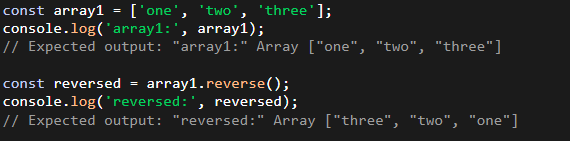 const array1 = ['one', 'two', 'three'];
console.log('array1:', array1);
// Expected output: "array1:" Array ["one", "two", "three"]

const reversed = array1.reverse();
console.log('reversed:', reversed);
// Expected output: "reversed:" Array ["three", "two", "one"]